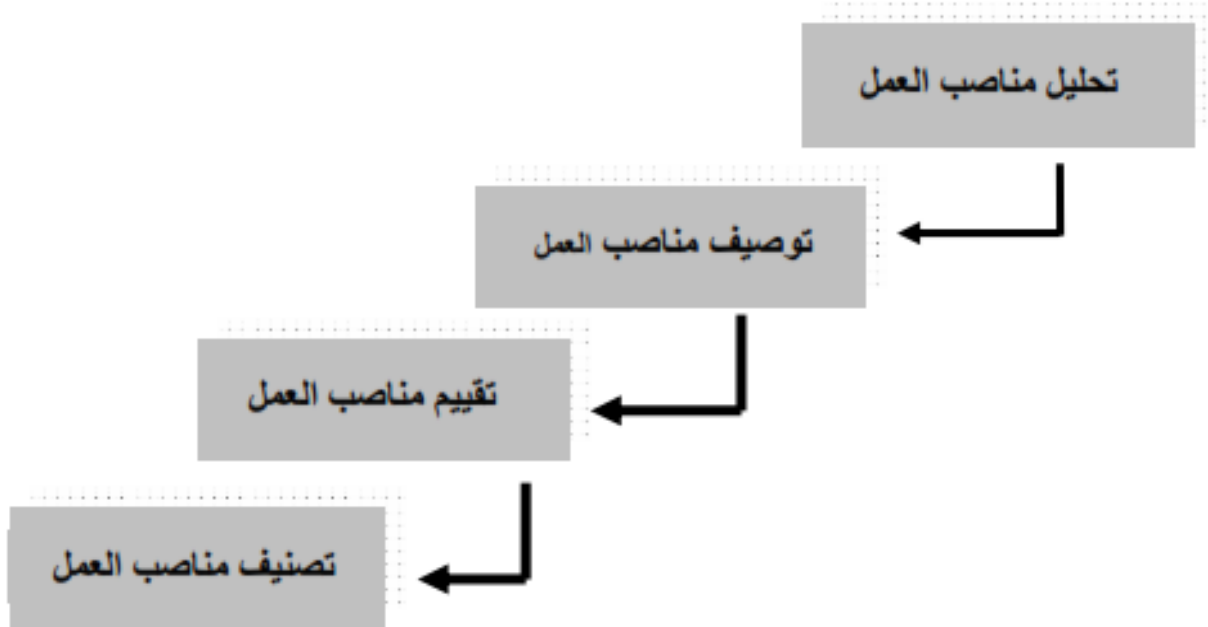 تحليل مناصب العمل
توصيف مناصب العمل
تقييم مناصب العمل
تصنيف مناصب العمل